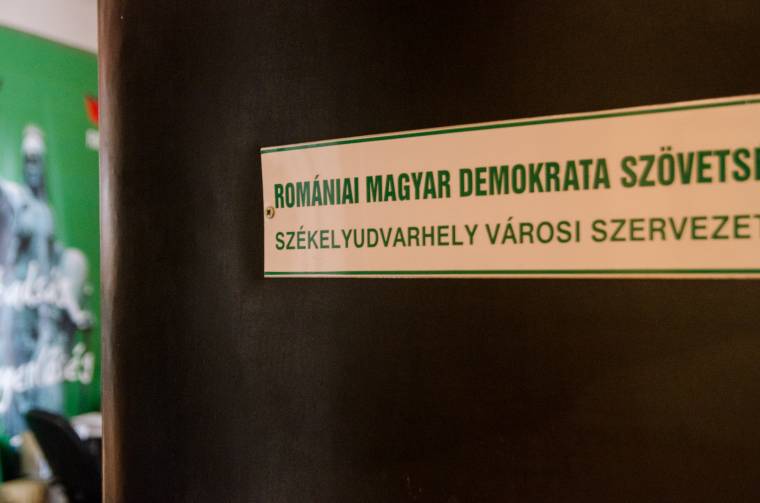 ROMÁNIAI MAGYAR DEMOKRATA SZÖVETS
SZÉKELYUDVARHELY VÁROSI SZERVEZET